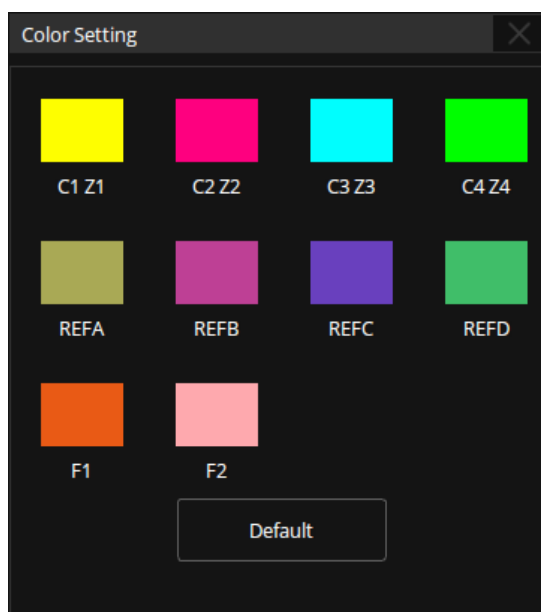 Color Setting
C1 Z1 C2 Z2 C3 Z3 C4 Z4
REFA REFB REFC REFD
F1 F2
Default